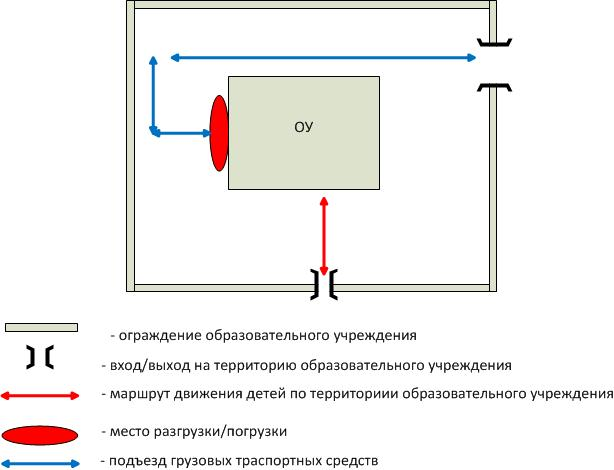 ОУ
- ограждение образовательного учреждения
- вход/выход на территорию образовательного учреждения
- маршрут движения детей по территориии образовательного учреждения
- место разгрузки/погрузки
- подъезд грузовых траспортных средств